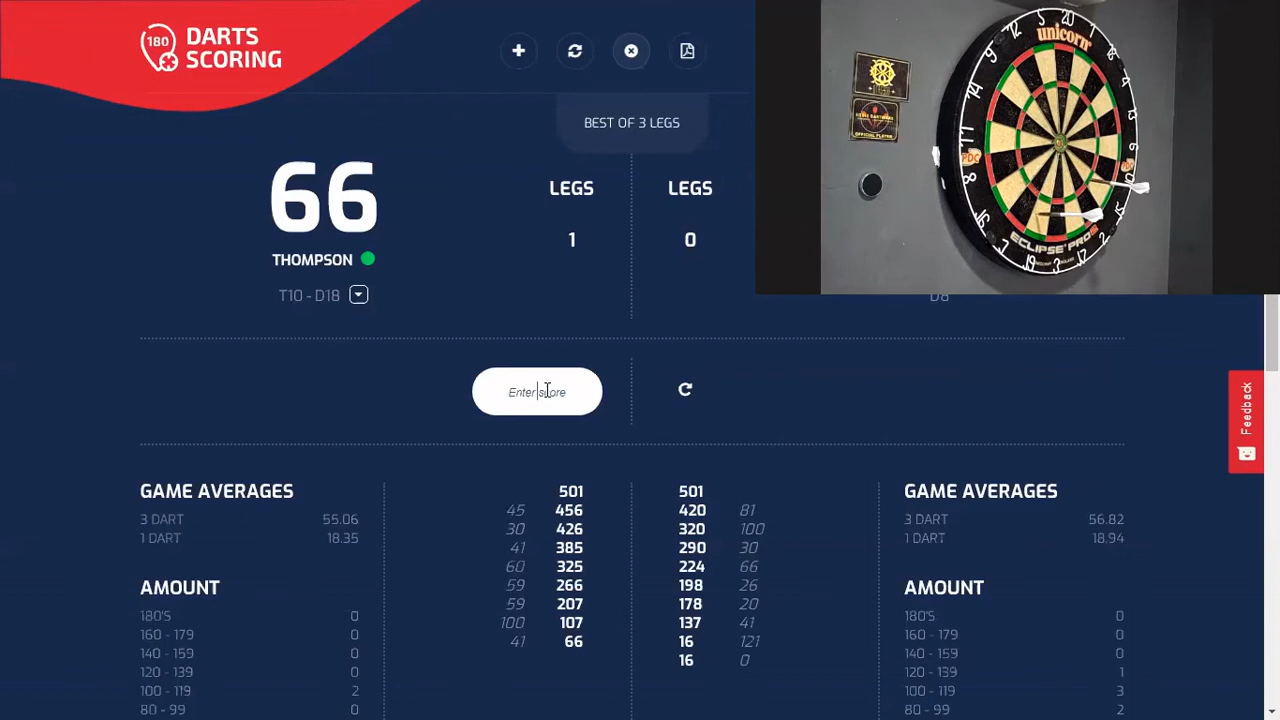 180 DARTS
SCORING
BEST OF 3 LEGS
66
THOMPSON
T10 - D18
LEGS
1
LEGS
0
D8
unicorn
PDC
ECLIPSE PRO2
Enter score
Feedback
GAME AVERAGES
3 DART 55.06
1 DART 18.35
AMOUNT
180'S 0
160 - 179 0
140 - 159 0
120 - 139 0
100 - 119 2
80 - 99 0
501
45 456
30 426
41 385
60 325
59 266
59 207
100 107
41 66
501
420 81
320 100
290 30
224 66
198 26
178 20
137 41
16 121
16 0
GAME AVERAGES
3 DART 56.82
1 DART 18.94
AMOUNT
180'S 0
160 - 179 0
140 - 159 0
120 - 139 1
100 - 119 3
80 - 99 2